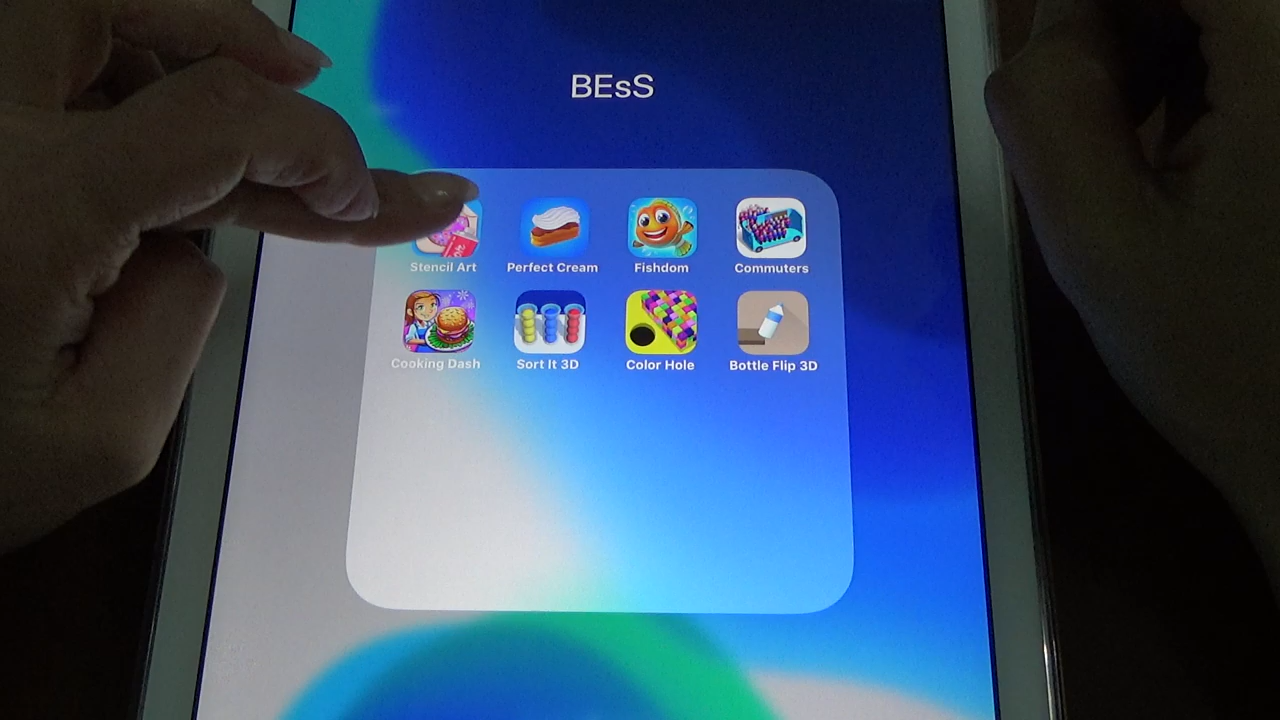 BEsS
Stencil Art
Perfect Cream
Fishdom
Commuters
Cooking Dash
Sort It 3D
Color Hole
Bottle Flip 3D